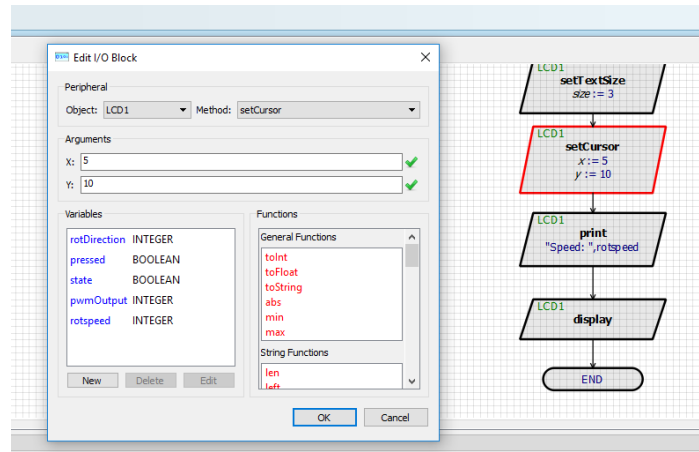 Edit I/O Block
Peripheral
Object: LCD1 Method: setCursor
Arguments
X: 5
Y: 10
Variables
rotDirection INTEGER
pressed BOOLEAN
state BOOLEAN
pwmOutput INTEGER
rotspeed INTEGER
New Delete Edit
Functions
General Functions
toInt
toFloat
toString
abs
min
max
String Functions
len
left
OK Cancel
LCD1
setTextSize
size := 3
LCD1
setCursor
x := 5
y := 10
LCD1
print
"Speed: ",rotspeed
LCD1
display
END